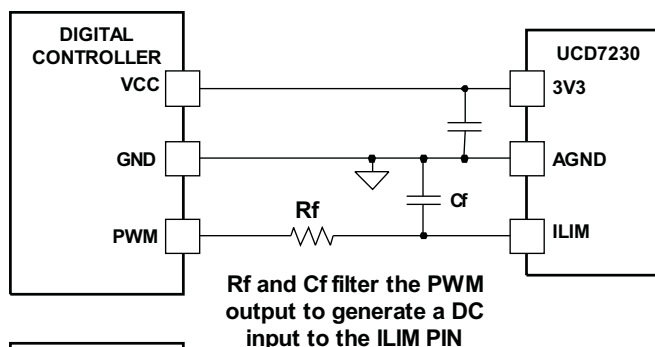 DIGITAL
CONTROLLER
UCD7230
VCC
3V3
GND
AGND
Rf
Cf
PWM
ILIM
Rf and Cf filter the PWM
output to generate a DC
input to the ILIM PIN